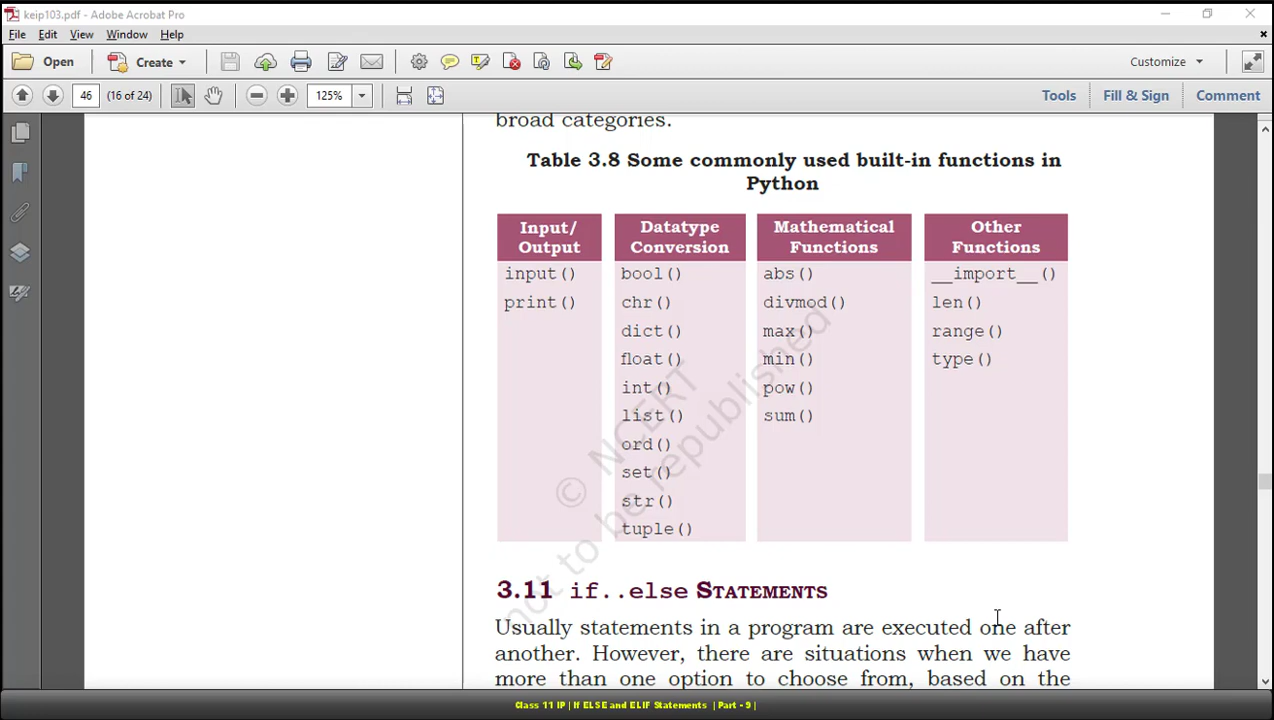 keip103.pdf - Adobe Acrobat Pro
File Edit View Window Help
Open Create Customize
46 (16 of 24) 125% Tools Fill & Sign Comment
broad categories.
Table 3.8 Some commonly used built-in functions in
Python
Input/
Output
input()
print()
Datatype
Conversion
bool()
chr()
dict()
float()
int()
list()
ord()
set()
str()
tuple()
Mathematical
Functions
abs()
divmod()
max()
min()
pow()
sum()
Other
Functions
__import__()
len()
range()
type()
© NCERT
not to be republished
3.11 if..else STATEMENTS
Usually statements in a program are executed one after
another. However, there are situations when we have
more than one option to choose from, based on the
Class 11 IP | If ELSE and ELIF Statements | Part - 9 |